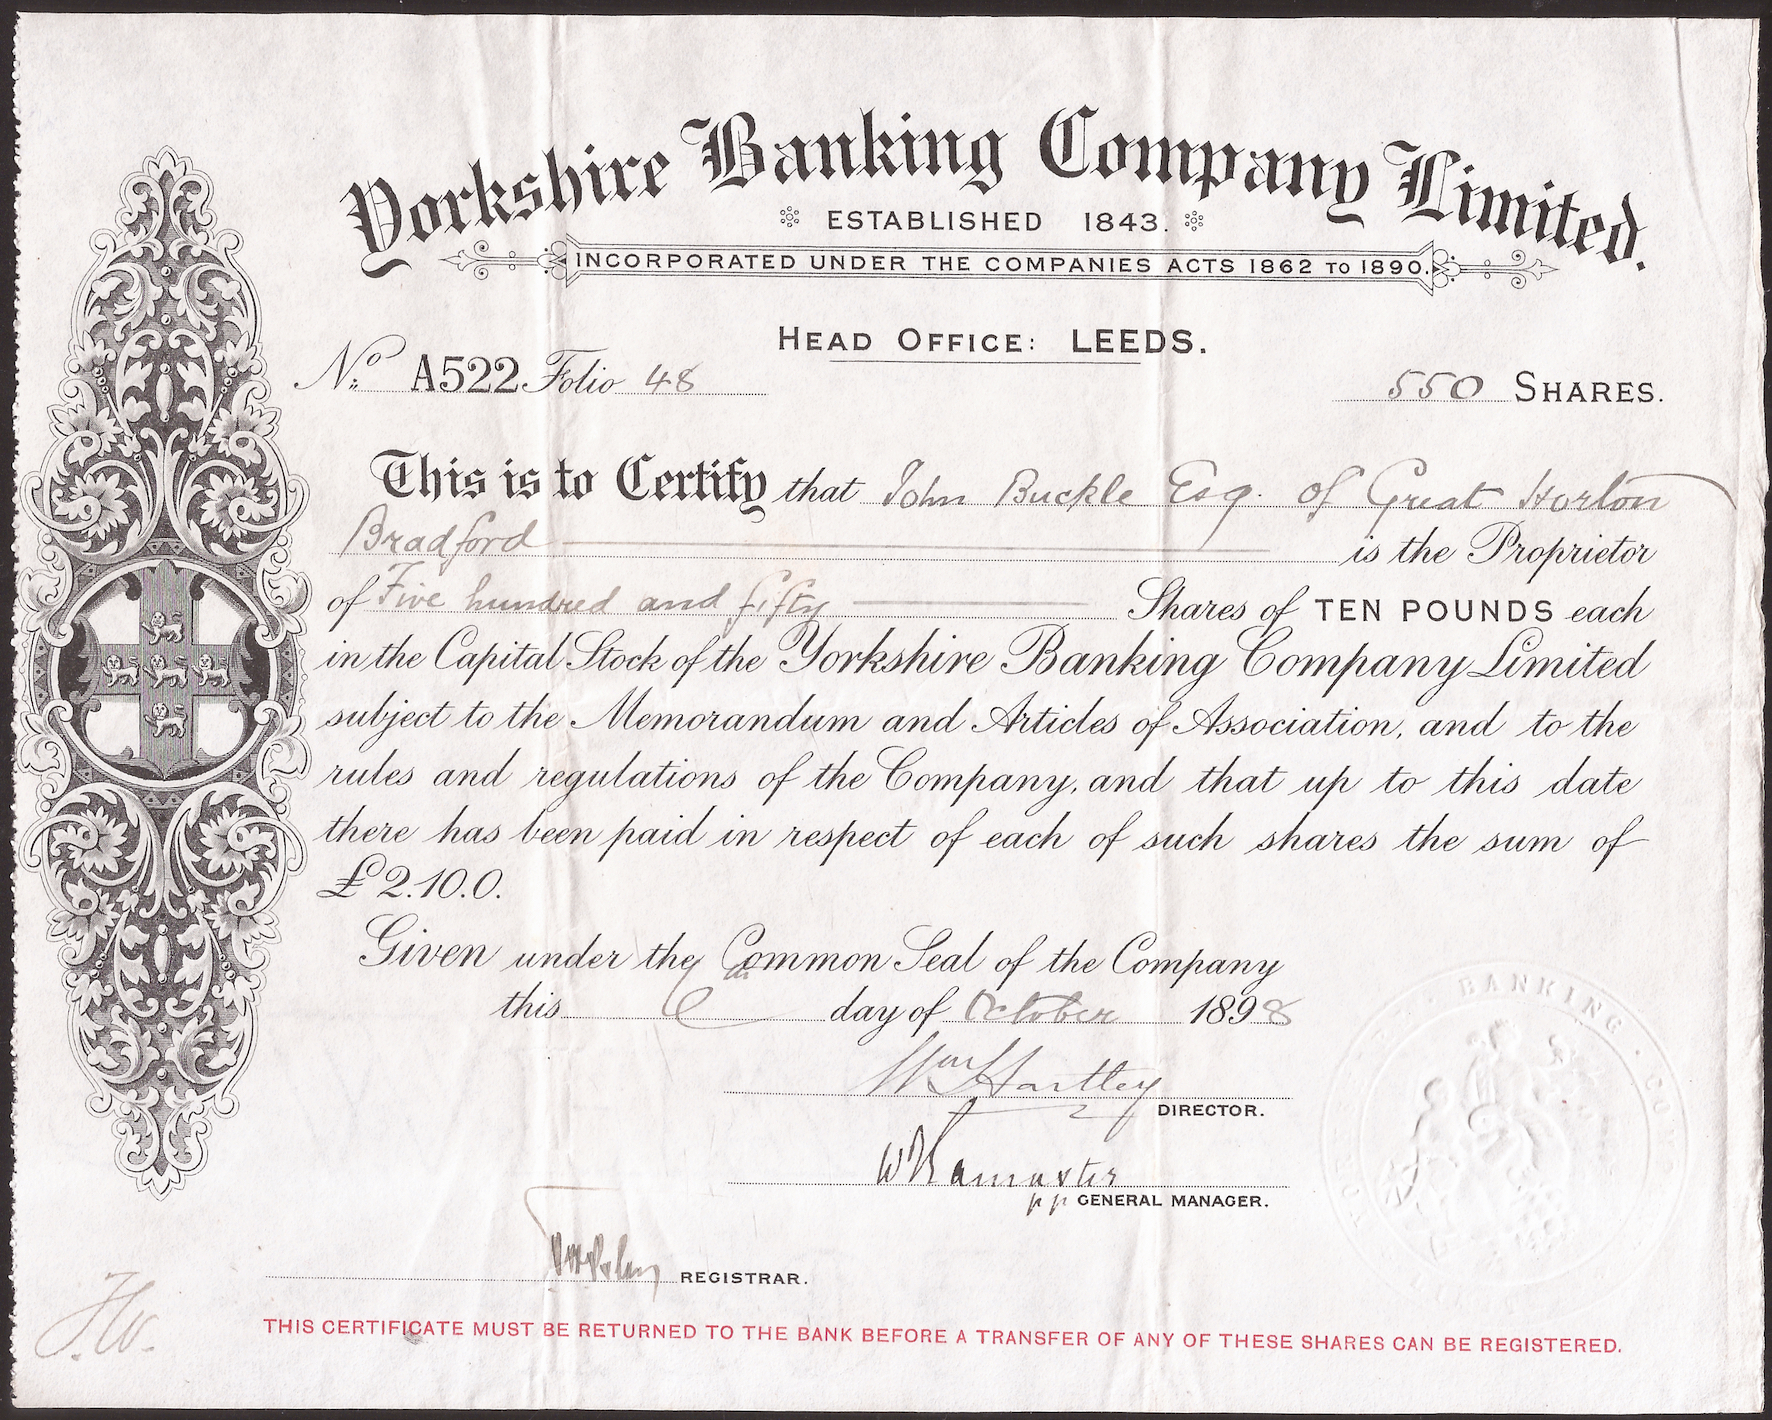 Yorkshire Banking Company Limited.
ESTABLISHED 1843.
INCORPORATED UNDER THE COMPANIES ACTS 1862 TO 1890.
HEAD OFFICE: LEEDS.
No. A522 Folio 48
550 SHARES.
This is to Certify that John Buckle Esq. of Great Horton
Bradford is the Proprietor
of Five hundred and fifty Shares of TEN POUNDS each
in the Capital Stock of the Yorkshire Banking Company Limited
subject to the Memorandum and Articles of Association, and to the
rules and regulations of the Company, and that up to this date
there has been paid in respect of each of such shares the sum of
£2.10.0.
Given under the Common Seal of the Company
this day of October 1898
Wm Hartley
DIRECTOR.
pp GENERAL MANAGER.
REGISTRAR.
BANKING
THIS CERTIFICATE MUST BE RETURNED TO THE BANK BEFORE A TRANSFER OF ANY OF THESE SHARES CAN BE REGISTERED.